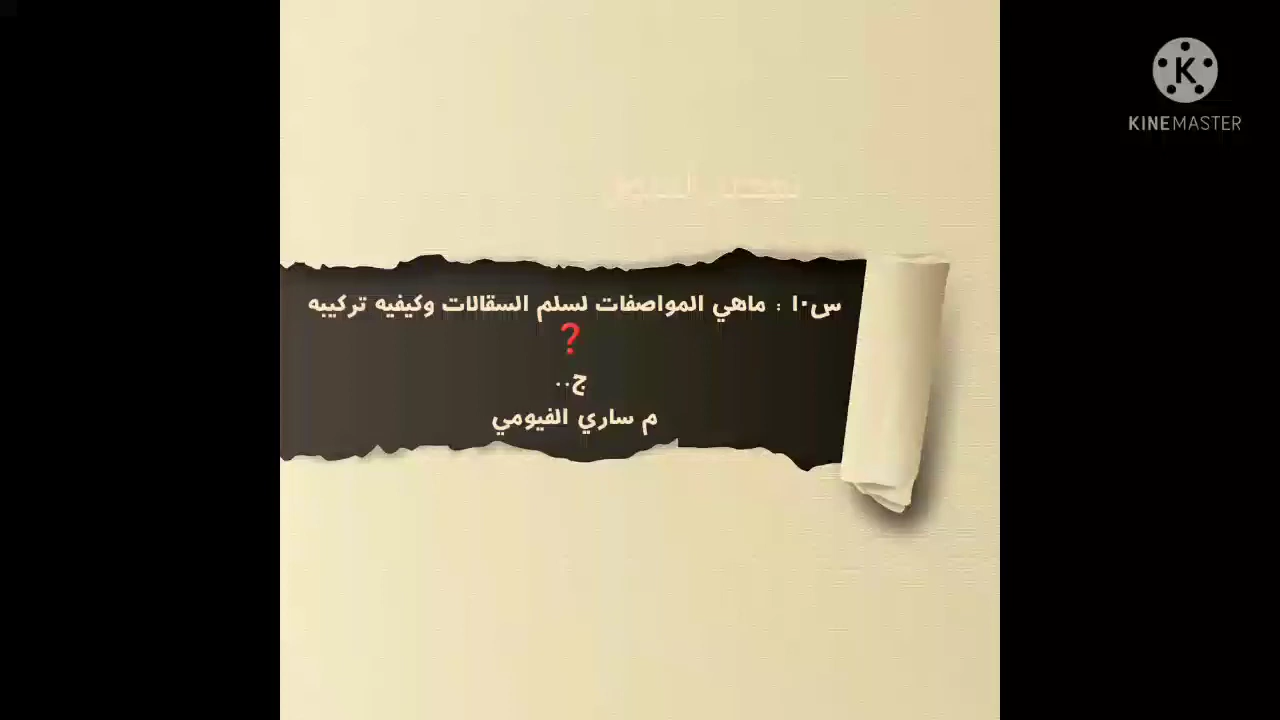 KINEMASTER
س١٠ : ماهي المواصفات لسلم السقالات وكيفيه تركيبه
❓
ج..
م ساري الفيومي